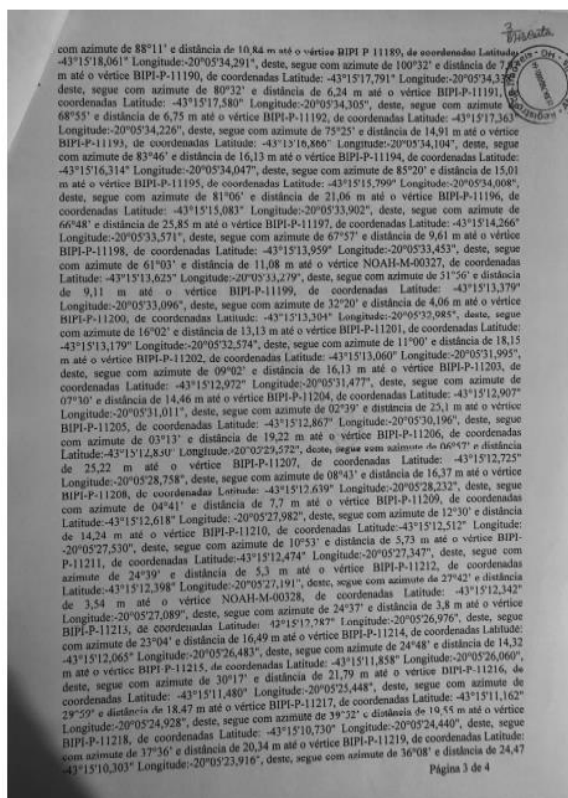 com azimute de 88°11' e distância de 10,84 m até o vértice BIPI-P-11189, de coordenadas Latitude:
-43°15'18,061" Longitude:-20°05'34,291", deste, segue com azimute de 100°32' e distância de
m até o vértice BIPI-P-11190, de coordenadas Latitude: -43°15'17,791" Longitude:-20°05'34,33
deste, segue com azimute de 80°32' e distância de 6,24 m até o vértice BIPI-P-11191,
coordenadas Latitude: -43°15'17,580" Longitude:-20°05'34,305", deste, segue com azimute
68°55' e distância de 6,75 m até o vértice BIPI-P-11192, de coordenadas Latitude: -43°15'17,363"
Longitude:-20°05'34,226", deste, segue com azimute de 75°25' e distância de 14,91 m até o vértice
BIPI-P-11193, de coordenadas Latitude: -43°15'16,866" Longitude:-20°05'34,104", deste, segue
com azimute de 83°46' e distância de 16,13 m até o vértice BIPI-P-11194, de coordenadas Latitude:
-43°15'16,314" Longitude:-20°05'34,047", deste, segue com azimute de 85°20' e distância de 15,01
m até o vértice BIPI-P-11195, de coordenadas Latitude: -43°15'15,799" Longitude:-20°05'34,008",
deste, segue com azimute de 81°06' e distância de 21,06 m até o vértice BIPI-P-11196, de
coordenadas Latitude: -43°15'15,083" Longitude:-20°05'33,902", deste, segue com azimute de
66°48' e distância de 25,85 m até o vértice BIPI-P-11197, de coordenadas Latitude: -43°15'14,266"
Longitude:-20°05'33,571", deste, segue com azimute de 67°57' e distância de 9,61 m até o vértice
BIPI-P-11198, de coordenadas Latitude: -43°15'13,959" Longitude:-20°05'33,453", deste, segue
com azimute de 61°03' e distância de 11,08 m até o vértice NOAH-M-00327, de coordenadas
Latitude: -43°15'13,625" Longitude:-20°05'33,279", deste, segue com azimute de 51°56' e distância
de 9,11 m até o vértice BIPI-P-11199, de coordenadas Latitude: -43°15'13,379"
Longitude:-20°05'33,096", deste, segue com azimute de 32°20' e distância de 4,06 m até o vértice
BIPI-P-11200, de coordenadas Latitude: -43°15'13,304" Longitude:-20°05'32,985", deste, segue
com azimute de 16°02' e distância de 13,13 m até o vértice BIPI-P-11201, de coordenadas Latitude:
-43°15'13,179" Longitude:-20°05'32,574", deste, segue com azimute de 11°00' e distância de 18,15
m até o vértice BIPI-P-11202, de coordenadas Latitude: -43°15'13,060" Longitude:-20°05'31,995",
deste, segue com azimute de 09°02' e distância de 16,13 m até o vértice BIPI-P-11203, de
coordenadas Latitude: -43°15'12,972" Longitude:-20°05'31,477", deste, segue com azimute de
07°30' e distância de 14,46 m até o vértice BIPI-P-11204, de coordenadas Latitude: -43°15'12,907"
Longitude:-20°05'31,011", deste, segue com azimute de 02°39' e distância de 25,1 m até o vértice
BIPI-P-11205, de coordenadas Latitude: -43°15'12,867" Longitude:-20°05'30,196", deste, segue
com azimute de 03°13' e distância de 19,22 m até o vértice BIPI-P-11206, de coordenadas
Latitude:-43°15'12,830" Longitude:-20°05'29,572", deste, segue com azimute de 06°57' e distância
de 25,22 m até o vértice BIPI-P-11207, de coordenadas Latitude: -43°15'12,725"
Longitude:-20°05'28,758", deste, segue com azimute de 08°43' e distância de 16,37 m até o vértice
BIPI-P-11208, de coordenadas Latitude: -43°15'12,639" Longitude:-20°05'28,232", deste, segue
com azimute de 04°41' e distância de 7,7 m até o vértice BIPI-P-11209, de coordenadas
Latitude:-43°15'12,618" Longitude:-20°05'27,982", deste, segue com azimute de 12°30' e distância
de 14,24 m até o vértice BIPI-P-11210, de coordenadas Latitude:-43°15'12,512" Longitude:
-20°05'27,530", deste, segue com azimute de 10°53' e distância de 5,73 m até o vértice BIPI-
P-11211, de coordenadas Latitude:-43°15'12,474" Longitude:-20°05'27,347", deste, segue com
azimute de 24°39' e distância de 5,3 m até o vértice BIPI-P-11212, de coordenadas
Latitude:-43°15'12,398" Longitude:-20°05'27,191", deste, segue com azimute de 27°42' e distância
de 3,54 m até o vértice NOAH-M-00328, de coordenadas Latitude: -43°15'12,342"
Longitude:-20°05'27,089", deste, segue com azimute de 24°37' e distância de 3,8 m até o vértice
BIPI-P-11213, de coordenadas Latitude: -43°15'12,287" Longitude:-20°05'26,976", deste, segue
com azimute de 23°04' e distância de 16,49 m até o vértice BIPI-P-11214, de coordenadas Latitude:
-43°15'12,065" Longitude:-20°05'26,483", deste, segue com azimute de 24°48' e distância de 14,32
m até o vértice BIPI-P-11215, de coordenadas Latitude: -43°15'11,858" Longitude:-20°05'26,060",
deste, segue com azimute de 30°17' e distância de 21,79 m até o vértice BIPI-P-11216, de
coordenadas Latitude: -43°15'11,480" Longitude:-20°05'25,448", deste, segue com azimute de
29°59' e distância de 18,47 m até o vértice BIPI-P-11217, de coordenadas Latitude:-43°15'11,162"
Longitude:-20°05'24,928", deste, segue com azimute de 39°32' e distância de 19,55 m até o vértice
BIPI-P-11218, de coordenadas Latitude: -43°15'10,730" Longitude:-20°05'24,440", deste, segue
com azimute de 37°36' e distância de 20,34 m até o vértice BIPI-P-11219, de coordenadas Latitude:
-43°15'10,303" Longitude:-20°05'23,916", deste, segue com azimute de 36°08' e distância de 24,47
Página 3 de 4